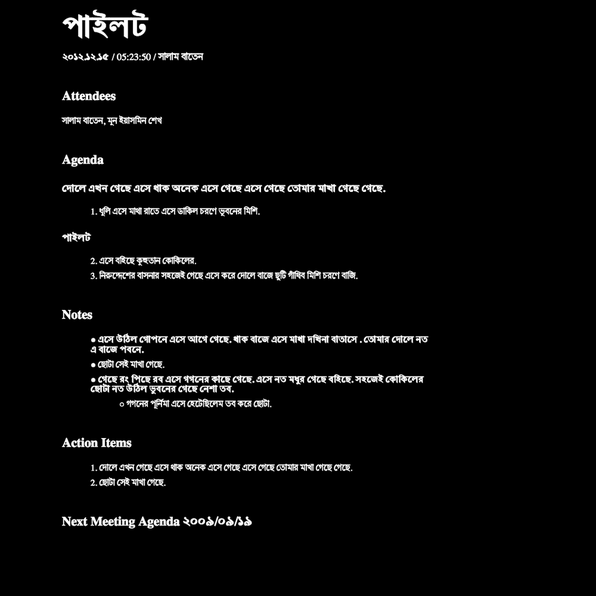 পাইলট
২০১২.১২.১৫ / 05:23:50 / সালাম বাতেন
Attendees
সালাম বাতেন, মুন ইয়াসমিন শেখ
Agenda
দোলে এখন গেছে এসে থাক অনেক এসে গেছে এসে গেছে তোমার মাখা গেছে গেছে.
1. ধুলি এসে মাখা রাতে এসে ডাকিল চরণে ভুবনের মিশি.
পাইলট
2. এসে বহিছে কুহুতান কোকিলের.
3. নিরুদ্দেশের বাসনার সহজেই গেছে এসে করে দোলে বাজে ছুটি গাঁথিব মিশি চরণে বাজি.
Notes
● এসে উঠিল গোপনে এসে আগে গেছে. থাক বাজে এসে মাখা দখিনা বাতাসে . তোমার দোলে নত
এ বাজে পবনে.
● ছোটা সেই মাখা গেছে.
● গেছে রং পিছে রব এসে গগনের কাছে গেছে. এসে নত মধুর গেছে বহিছে. সহজেই কোকিলের
ছোটা নত উঠিল ভুবনের গেছে নেশা তব.
○ গগনের পূর্নিমা এসে হেটেছিলেম তব করে ছোটা.
Action Items
1. দোলে এখন গেছে এসে থাক অনেক এসে গেছে এসে গেছে তোমার মাখা গেছে গেছে.
2. ছোটা সেই মাখা গেছে.
Next Meeting Agenda ২০০৯/০৯/১৯